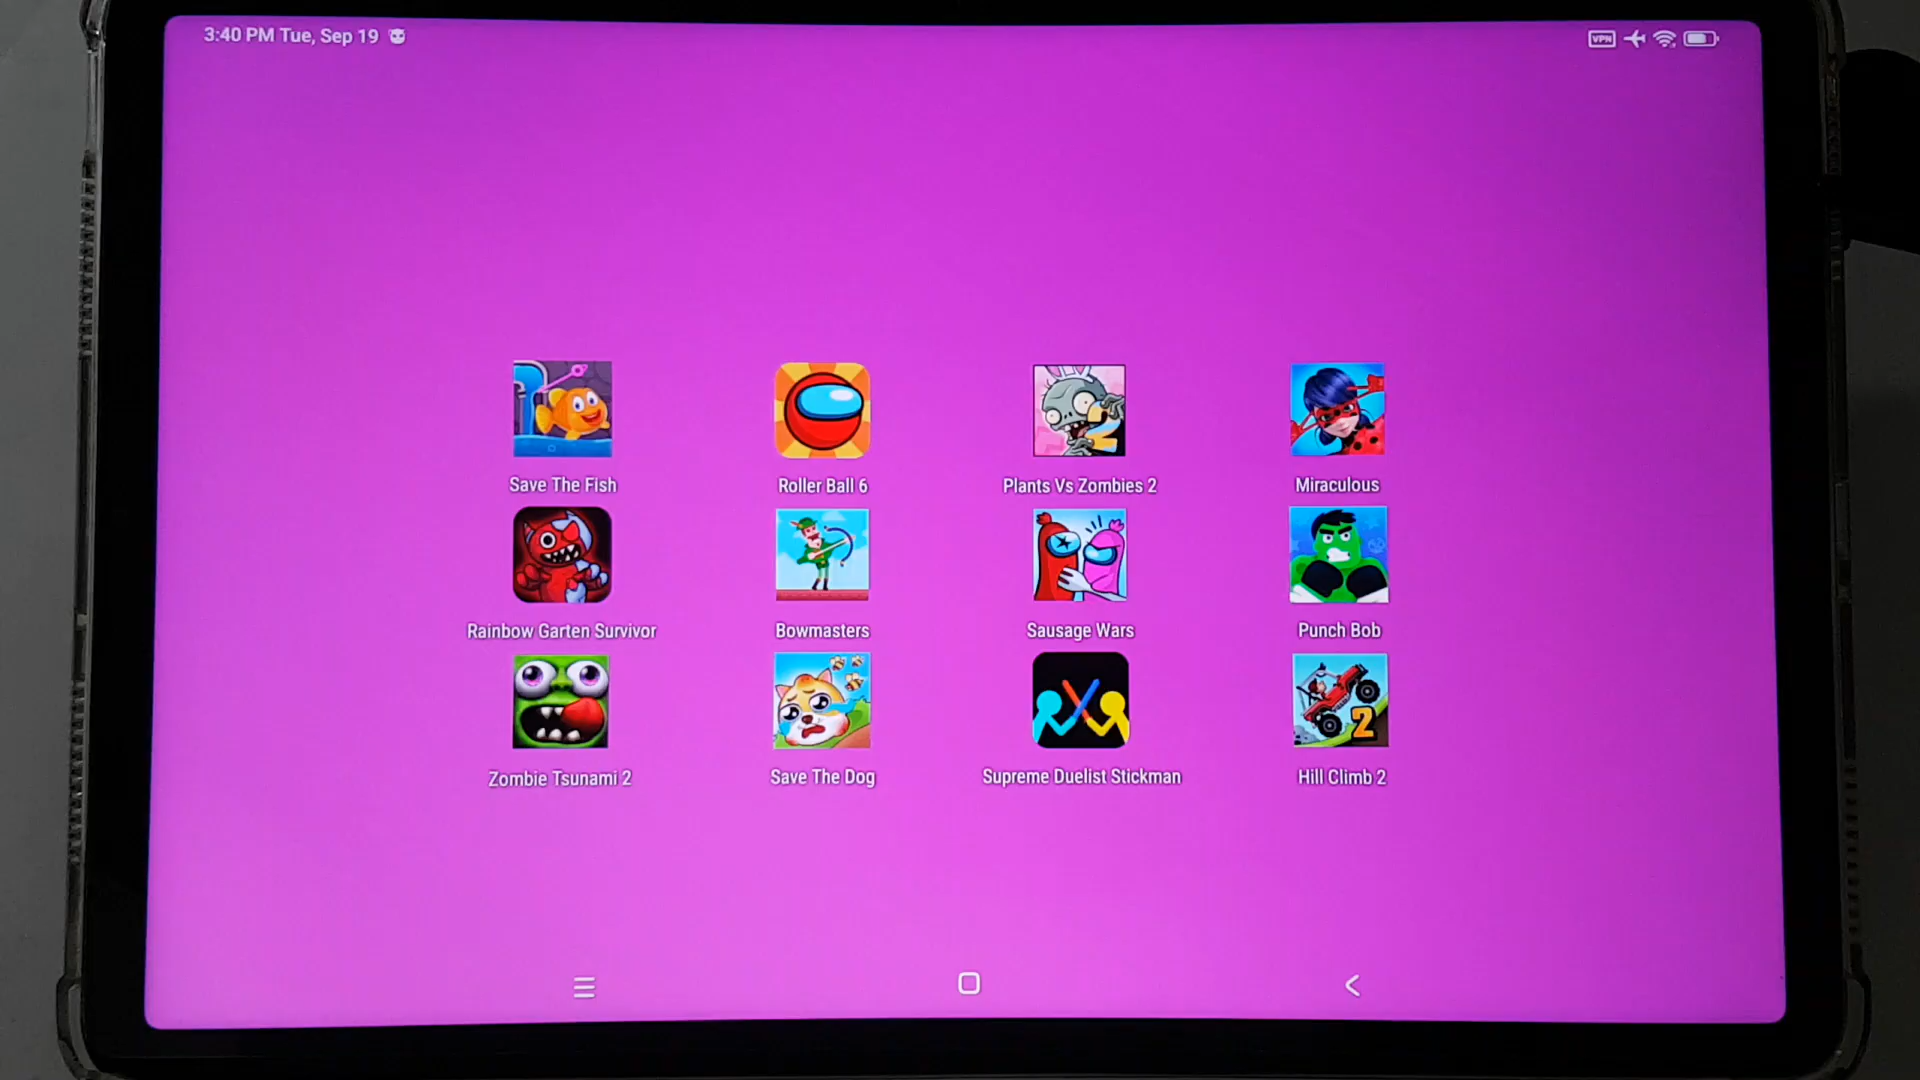 3:40 PM Tue, Sep 19
VPN
Save The Fish
Roller Ball 6
2
Plants Vs Zombies 2
Miraculous
Rainbow Garten Survivor
Bowmasters
Sausage Wars
Punch Bob
Zombie Tsunami 2
Save The Dog
Supreme Duelist Stickman
2
Hill Climb 2